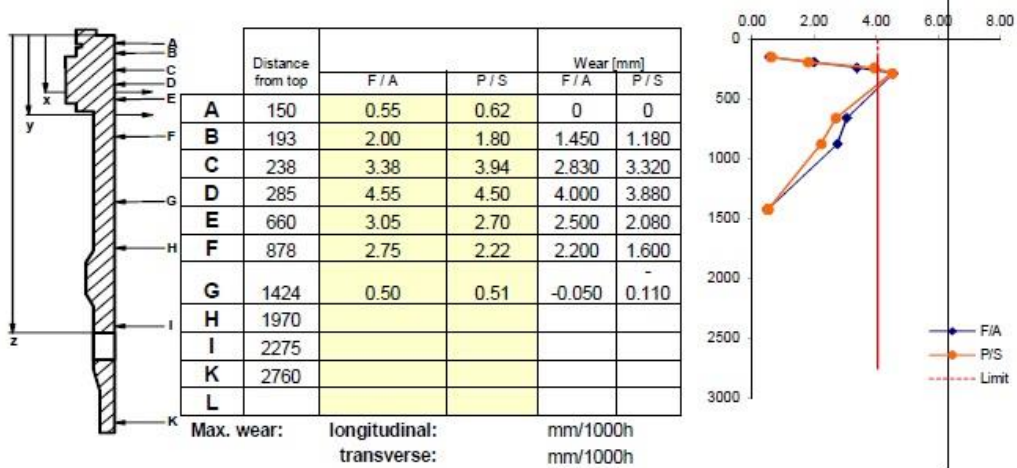 A
B
C
D
E
F
G
H
I
K
x
y
z
Distance from top
Wear [mm]
F / A P / S F / A P / S
A 150 0.55 0.62 0 0
B 193 2.00 1.80 1.450 1.180
C 238 3.38 3.94 2.830 3.320
D 285 4.55 4.50 4.000 3.880
E 660 3.05 2.70 2.500 2.080
F 878 2.75 2.22 2.200 1.600
G 1424 0.50 0.51 -0.050 -0.110
H 1970
I 2275
K 2760
L
Max. wear: longitudinal: mm/1000h
transverse: mm/1000h
0.00 2.00 4.00 6.00 8.00
0
500
1000
1500
2000
2500
3000
F/A
P/S
Limit